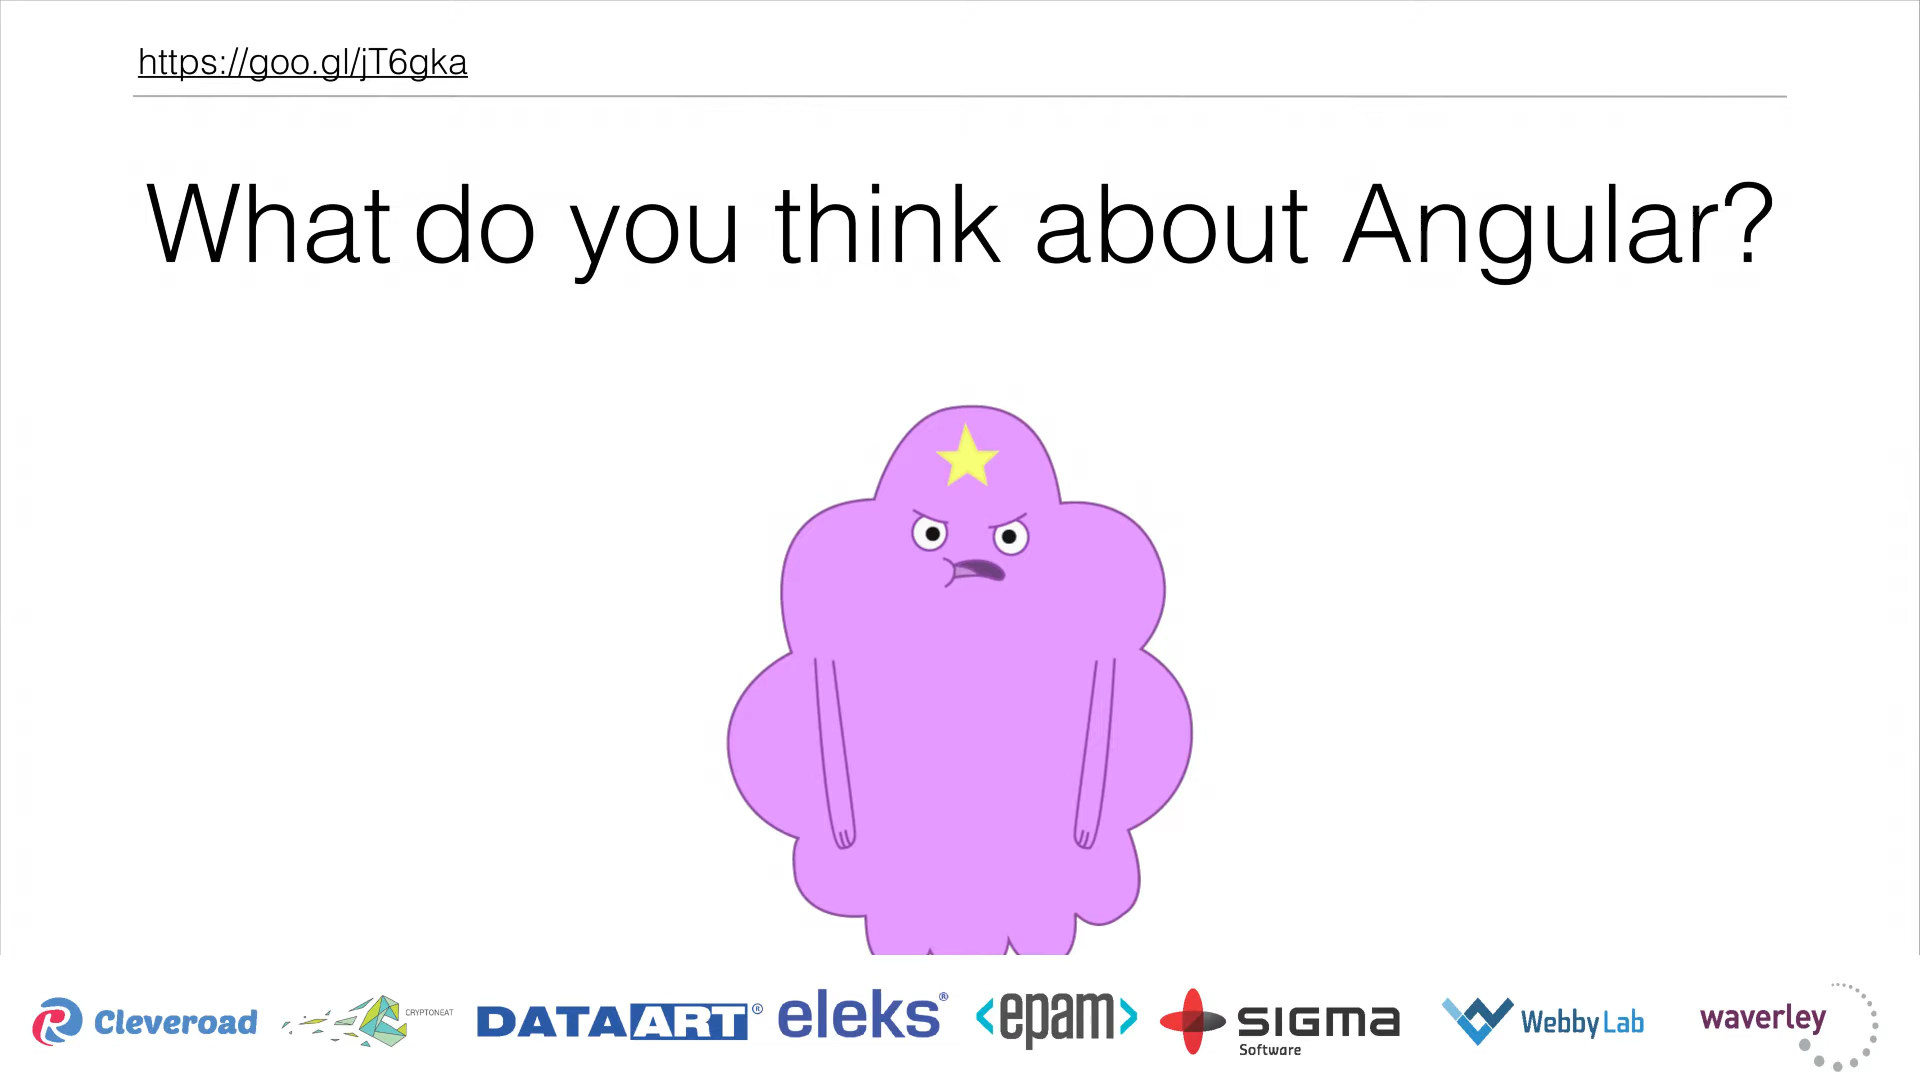 https://goo.gl/jT6gka
What do you think about Angular?
Cleveroad
CRYPTONEAT
DATAART®
eleks®
<epam>
SIGMA
Software
WebbyLab
waverley